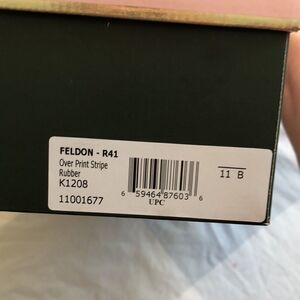 FELDON - R41
Over Print Stripe
Rubber
K1208
11001677
6 59464 87603 6
UPC
11 B